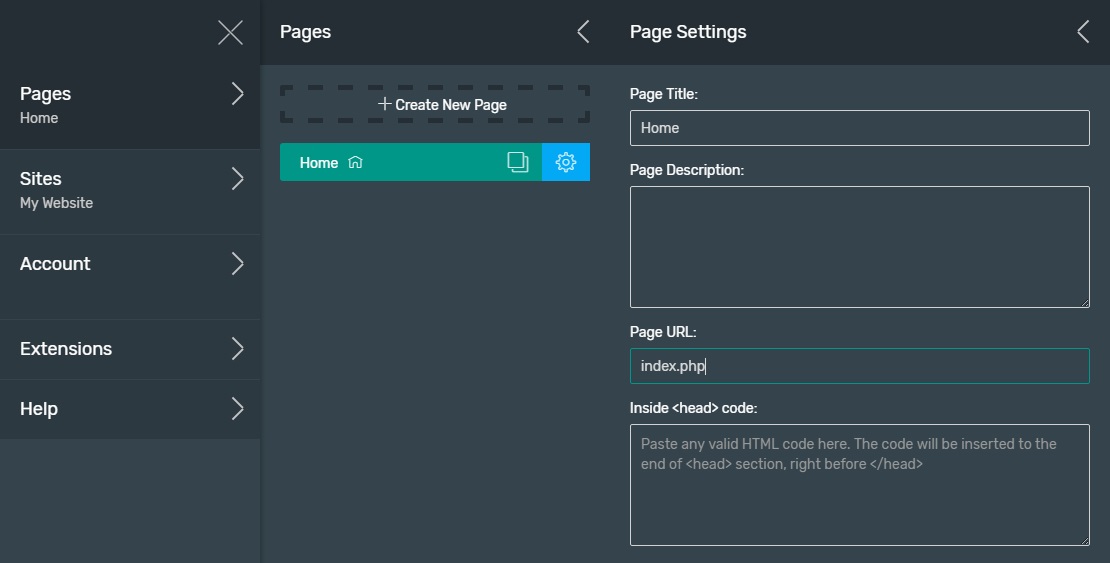 Pages
Home
Sites
My Website
Account
Extensions
Help
Pages
Create New Page
Home
Page Settings
Page Title:
Home
Page Description:
Page URL:
index.php
Inside <head> code:
Paste any valid HTML code here. The code will be inserted to the
end of <head> section, right before </head>